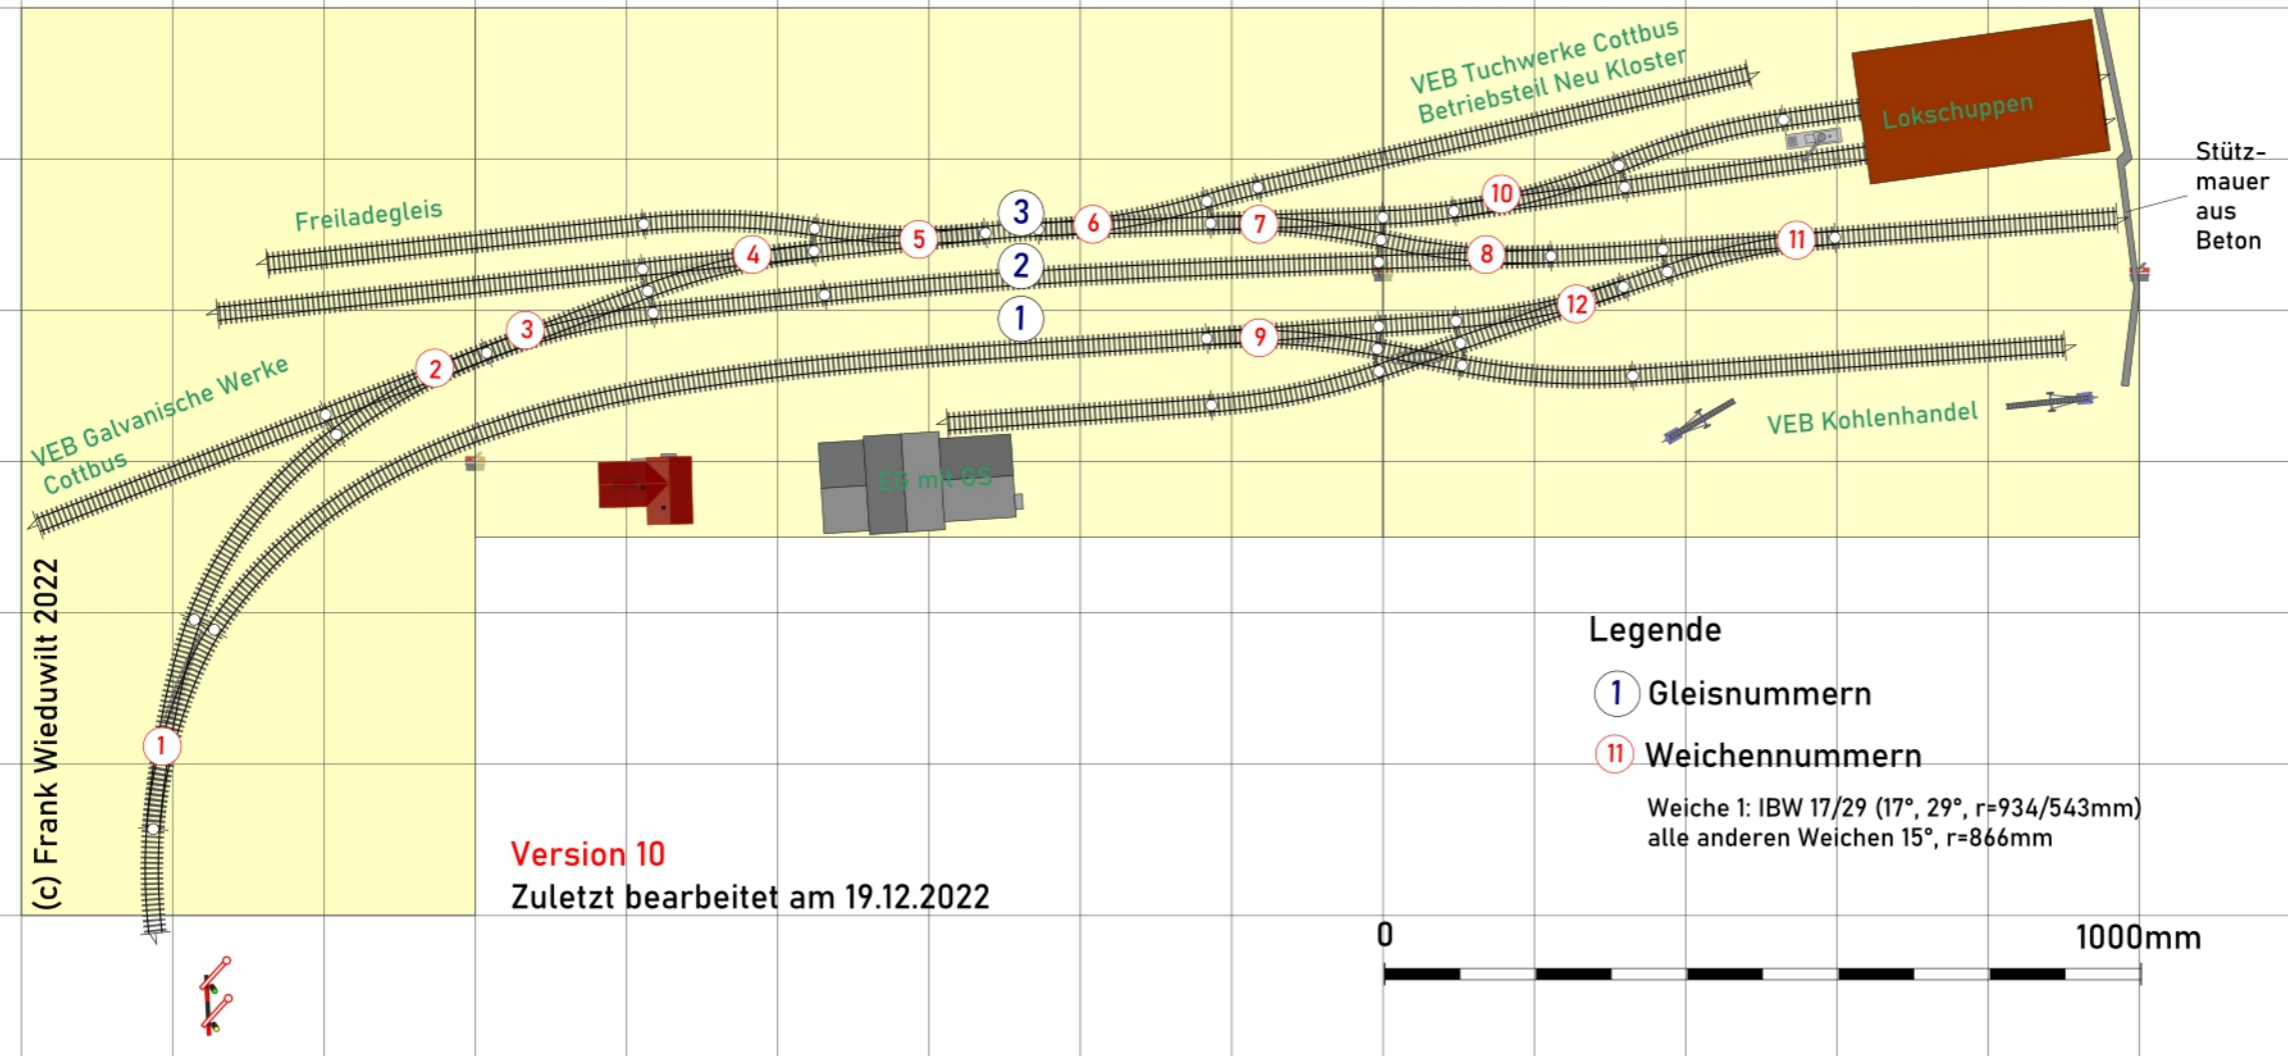 VEB Tuchwerke Cottbus
Betriebsteil Neu Kloster
Lokschuppen
Stütz-
mauer
aus
Beton
Freiladegleis
3
2
1
4
5
6
7
10
8
11
12
9
3
2
1
VEB Galvanische Werke
Cottbus
EG mit GS
VEB Kohlenhandel
(c) Frank Wieduwilt 2022
Legende
1 Gleisnummern
11 Weichennummern
Weiche 1: IBW 17/29 (17°, 29°, r=934/543mm)
alle anderen Weichen 15°, r=866mm
Version 10
Zuletzt bearbeitet am 19.12.2022
0
1000mm